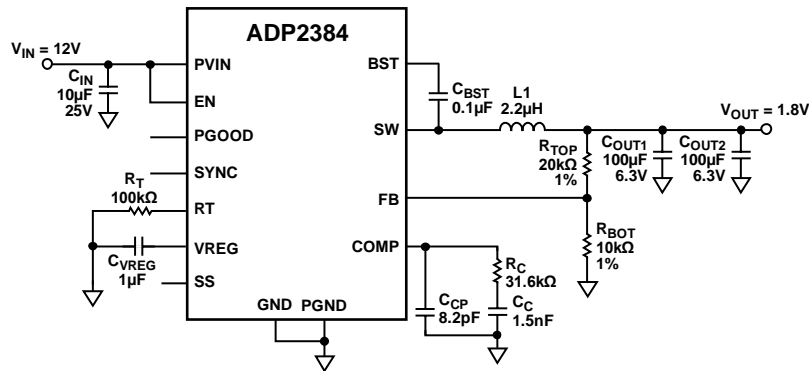 ADP2384
V_IN = 12V
C_IN
10µF
25V
PVIN
EN
PGOOD
SYNC
R_T
100kΩ
RT
VREG
C_VREG
1µF
SS
GND PGND
BST
SW
FB
COMP
C_BST
0.1µF
L1
2.2µH
V_OUT = 1.8V
R_TOP
20kΩ
1%
C_OUT1
100µF
6.3V
C_OUT2
100µF
6.3V
R_BOT
10kΩ
1%
R_C
31.6kΩ
C_CP
8.2pF
C_C
1.5nF